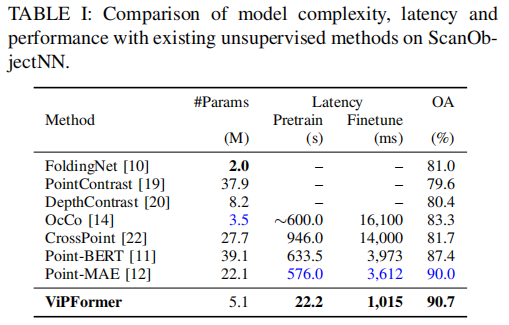 TABLE I: Comparison of model complexity, latency and
performance with existing unsupervised methods on ScanOb-
jectNN.
#Params Latency OA
Method Pretrain Finetune
(M) (s) (ms) (%)
FoldingNet [10] 2.0 – – 81.0
PointContrast [19] 37.9 – – 79.6
DepthContrast [20] 8.2 – – 80.4
OcCo [14] 3.5 ∼600.0 16,100 83.3
CrossPoint [22] 27.7 946.0 14,000 81.7
Point-BERT [11] 39.1 633.5 3,973 87.4
Point-MAE [12] 22.1 576.0 3,612 90.0
ViPFormer 5.1 22.2 1,015 90.7